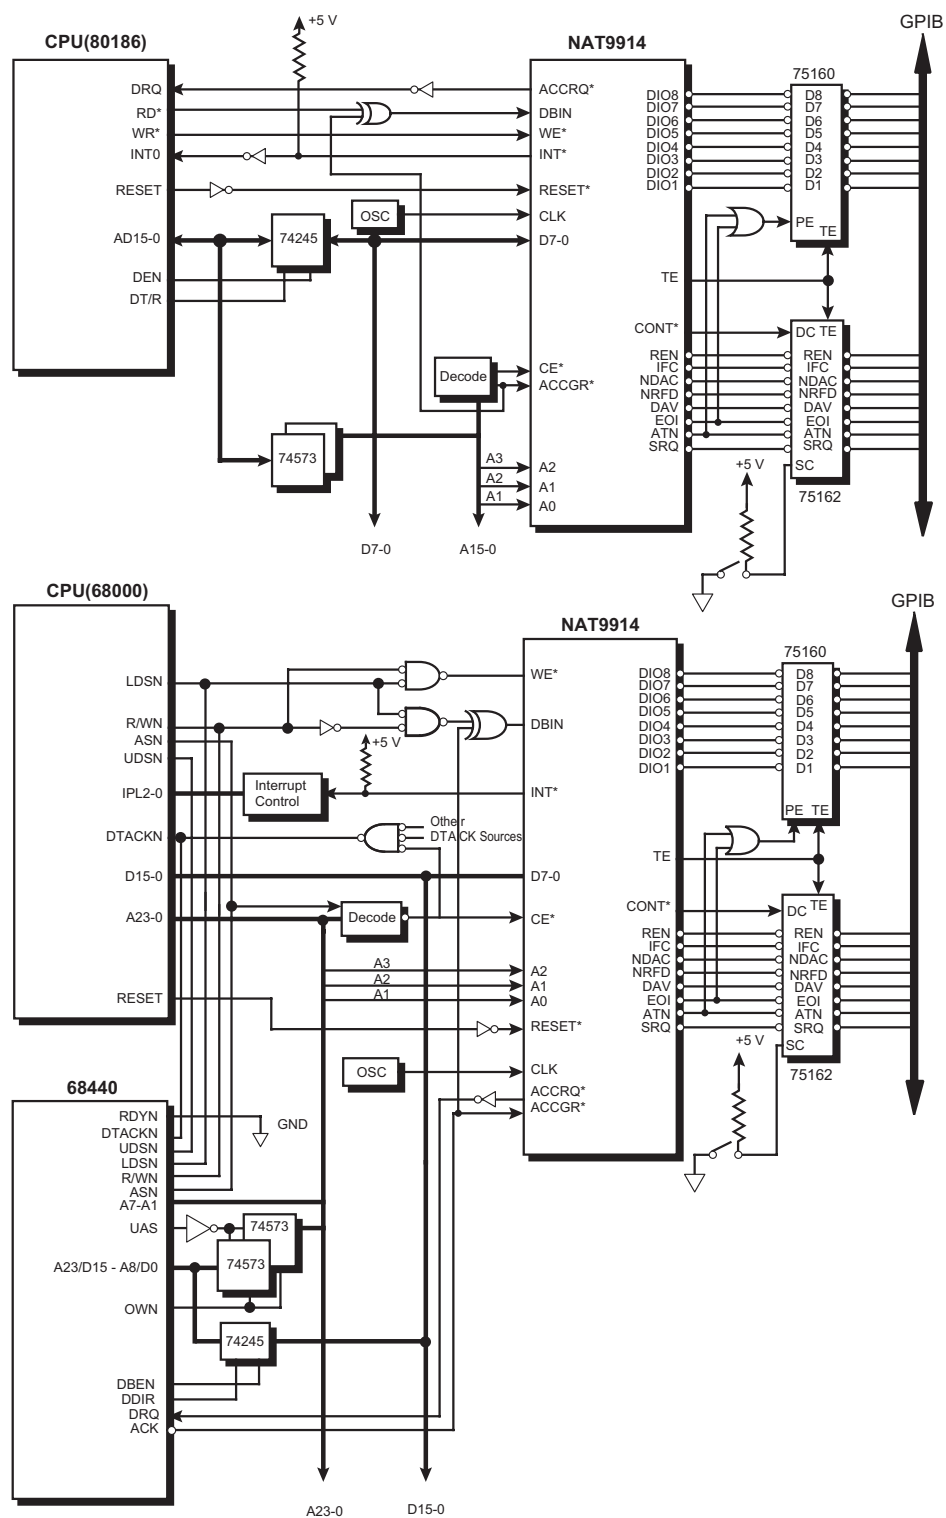 GPIB
+5 V
CPU(80186)
NAT9914
75160
DRQ
RD*
WR*
INT0
RESET
AD15-0
DEN
DT/R
OSC
74245
Decode
74573
ACCRQ*
DBIN
WE*
INT*
RESET*
CLK
D7-0
CE*
ACCGR*
A3
A2
A1
A2
A1
A0
DIO8
DIO7
DIO6
DIO5
DIO4
DIO3
DIO2
DIO1
TE
CONT*
REN
IFC
NDAC
NRFD
DAV
EOI
ATN
SRQ
D8
D7
D6
D5
D4
D3
D2
D1
PE
TE
DC TE
REN
IFC
NDAC
NRFD
DAV
EOI
ATN
SRQ
SC
+5 V
75162
D7-0
A15-0
CPU(68000)
GPIB
NAT9914
75160
LDSN
R/WN
ASN
UDSN
IPL2-0
DTACKN
D15-0
A23-0
RESET
+5 V
Interrupt
Control
Other
DTACK Sources
Decode
A3
A2
A1
OSC
WE*
DBIN
INT*
D7-0
CE*
A2
A1
A0
RESET*
CLK
ACCRQ*
ACCGR*
DIO8
DIO7
DIO6
DIO5
DIO4
DIO3
DIO2
DIO1
TE
CONT*
REN
IFC
NDAC
NRFD
DAV
EOI
ATN
SRQ
D8
D7
D6
D5
D4
D3
D2
D1
PE TE
DC TE
REN
IFC
NDAC
NRFD
DAV
EOI
ATN
SRQ
SC
+5 V
75162
68440
RDYN
DTACKN
UDSN
LDSN
R/WN
ASN
A7-A1
UAS
A23/D15 - A8/D0
OWN
DBEN
DDIR
DRQ
ACK
GND
74573
74573
74245
A23-0
D15-0